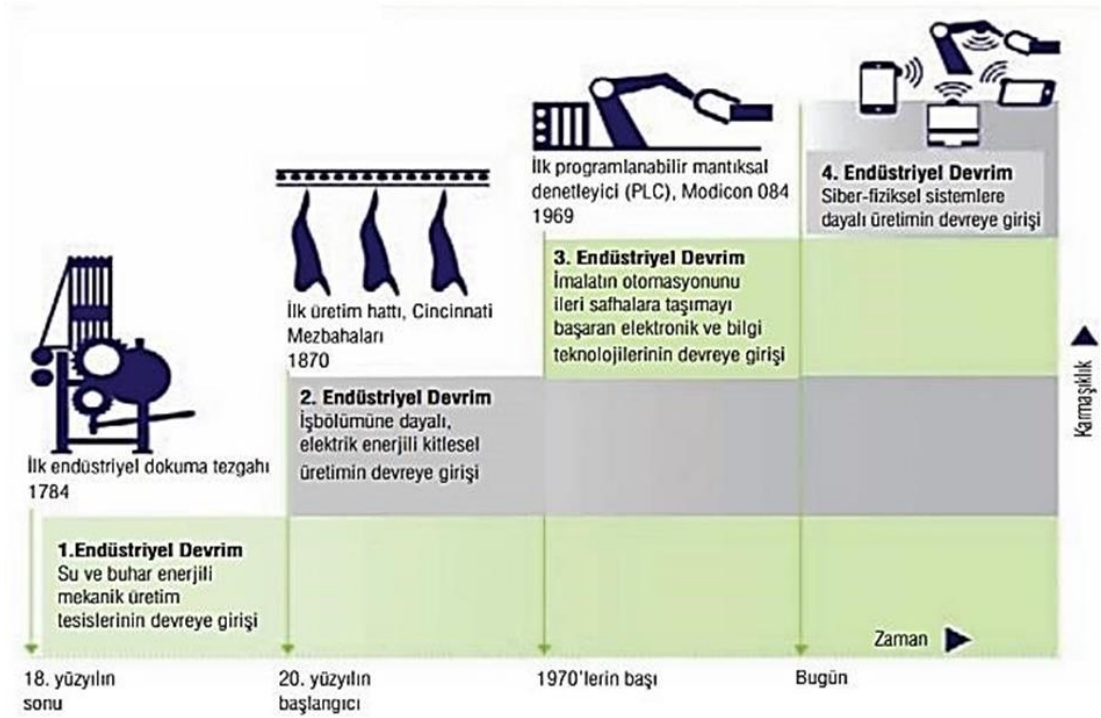 İlk endüstriyel dokuma tezgahı
1784
1.Endüstriyel Devrim
Su ve buhar enerjili
mekanik üretim
tesislerinin devreye girişi
İlk üretim hattı, Cincinnati
Mezbahaları
1870
2. Endüstriyel Devrim
İşbölümüne dayalı,
elektrik enerjili kitlesel
üretimin devreye girişi
İlk programlanabilir mantıksal
denetleyici (PLC), Modicon 084
1969
3. Endüstriyel Devrim
İmalatın otomasyonunu
ileri safhalara taşımayı
başaran elektronik ve bilgi
teknolojilerinin devreye girişi
4. Endüstriyel Devrim
Siber-fiziksel sistemlere
dayalı üretimin devreye girişi
Karmaşıklık
Zaman
18. yüzyılın
sonu
20. yüzyılın
başlangıcı
1970'lerin başı
Bugün